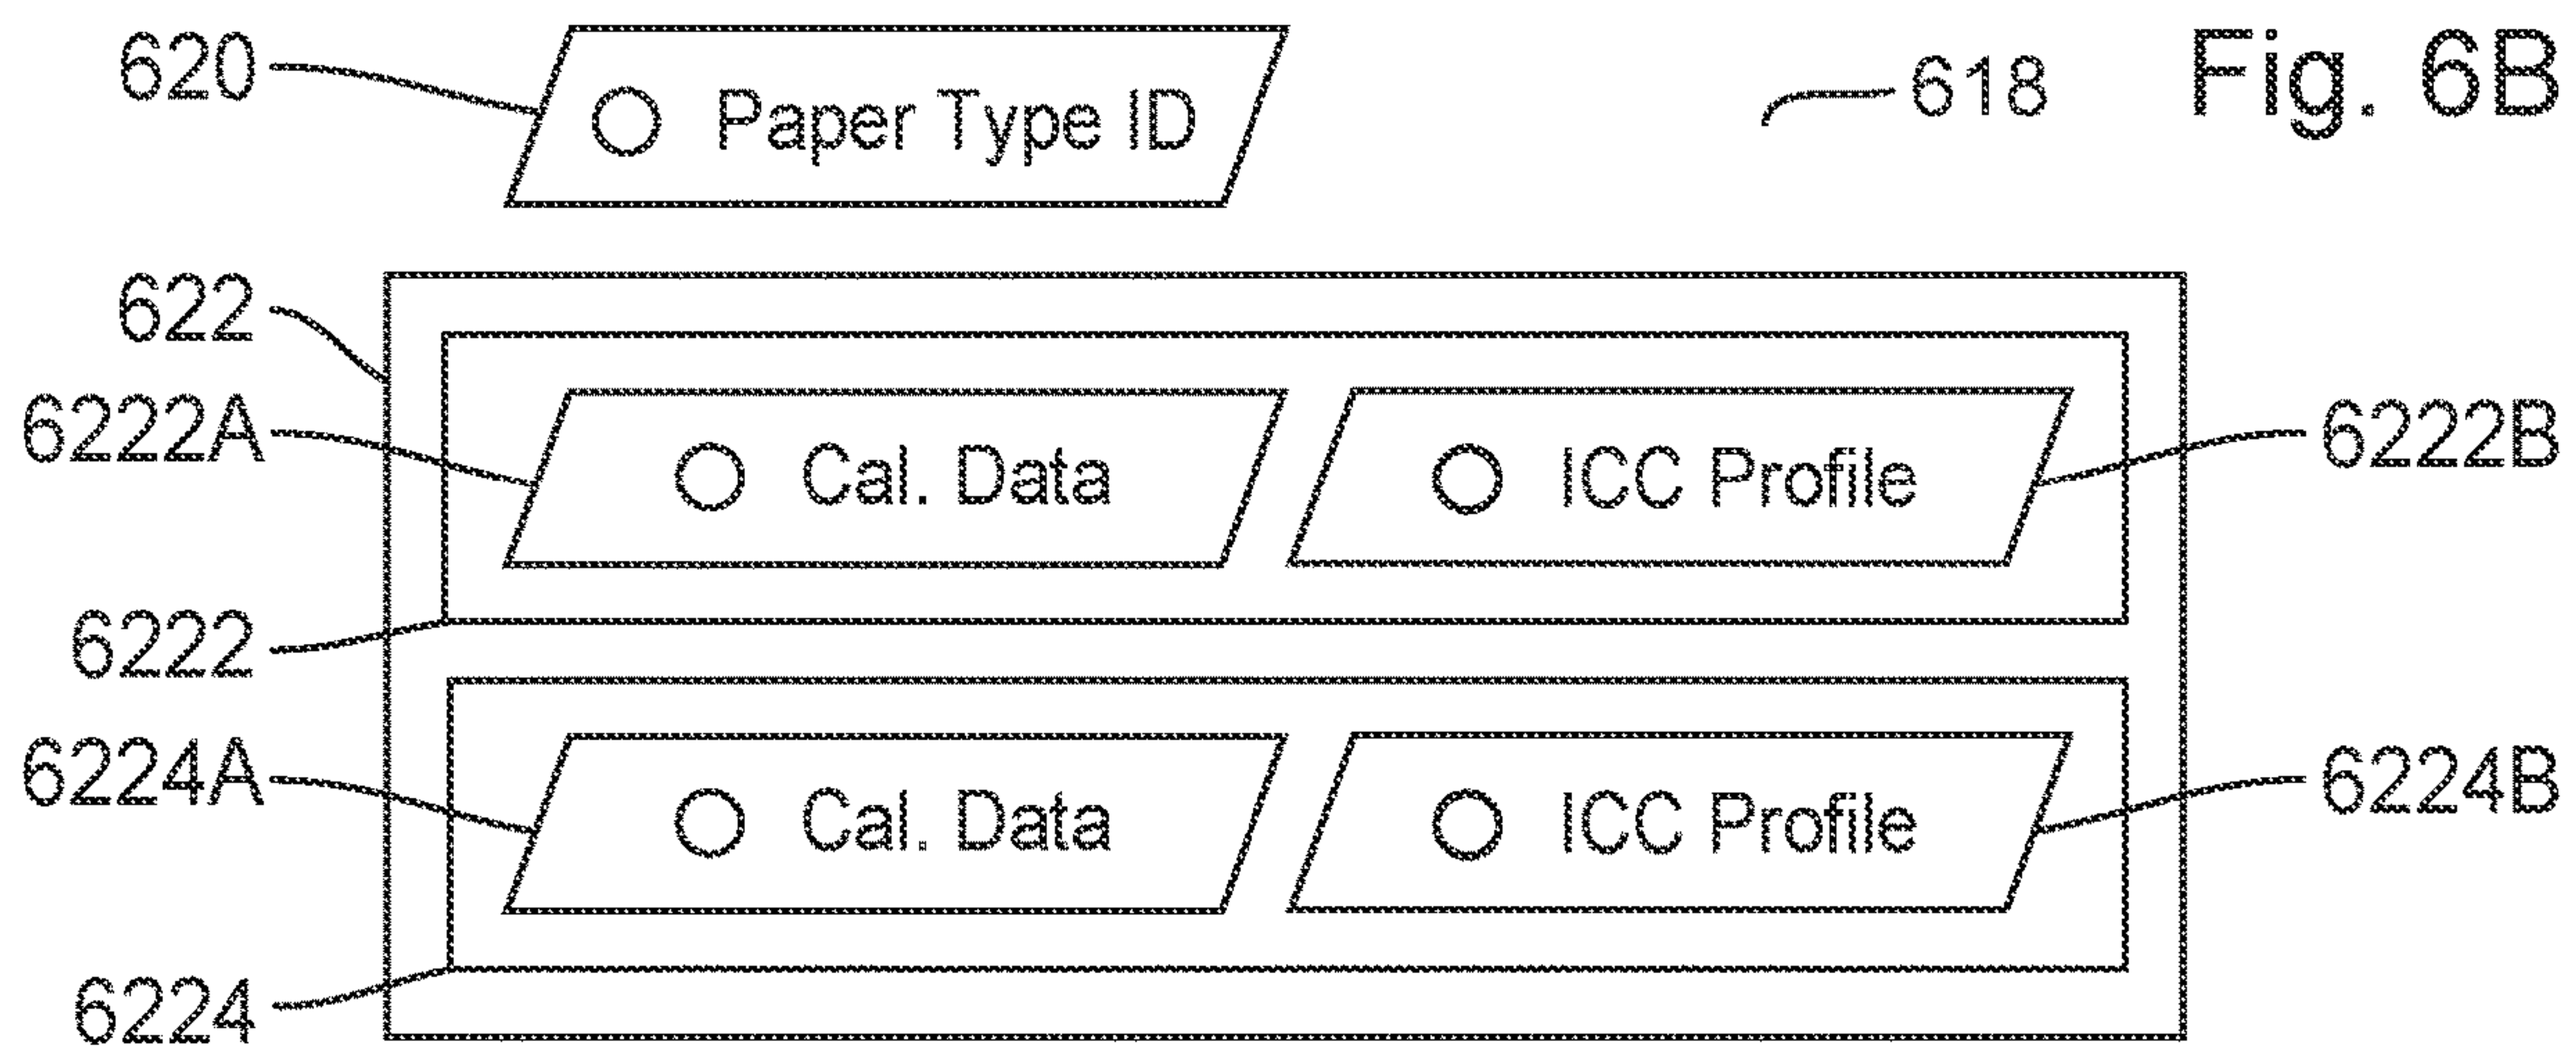 620 Paper Type ID 618 Fig. 6B
622
6222A Cal. Data ICC Profile 6222B
6222
6224A Cal. Data ICC Profile 6224B
6224